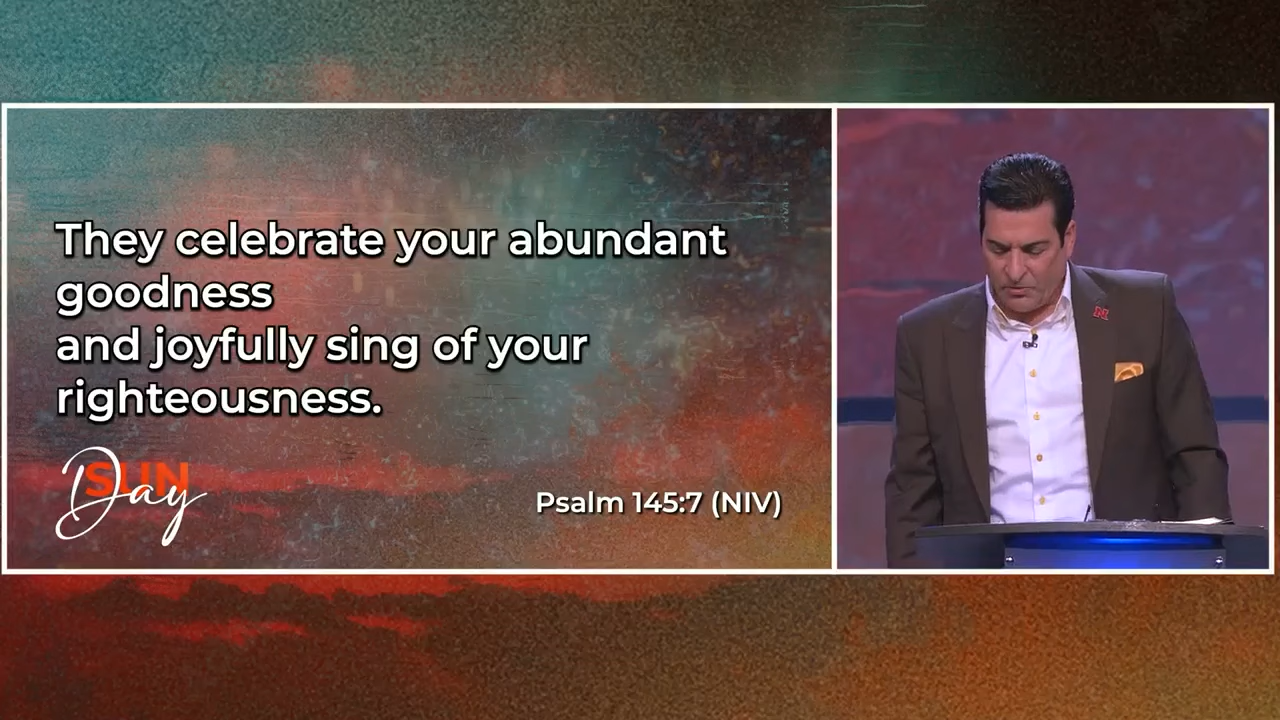 They celebrate your abundant
goodness
and joyfully sing of your
righteousness.
SUN
Day
Psalm 145:7 (NIV)
N